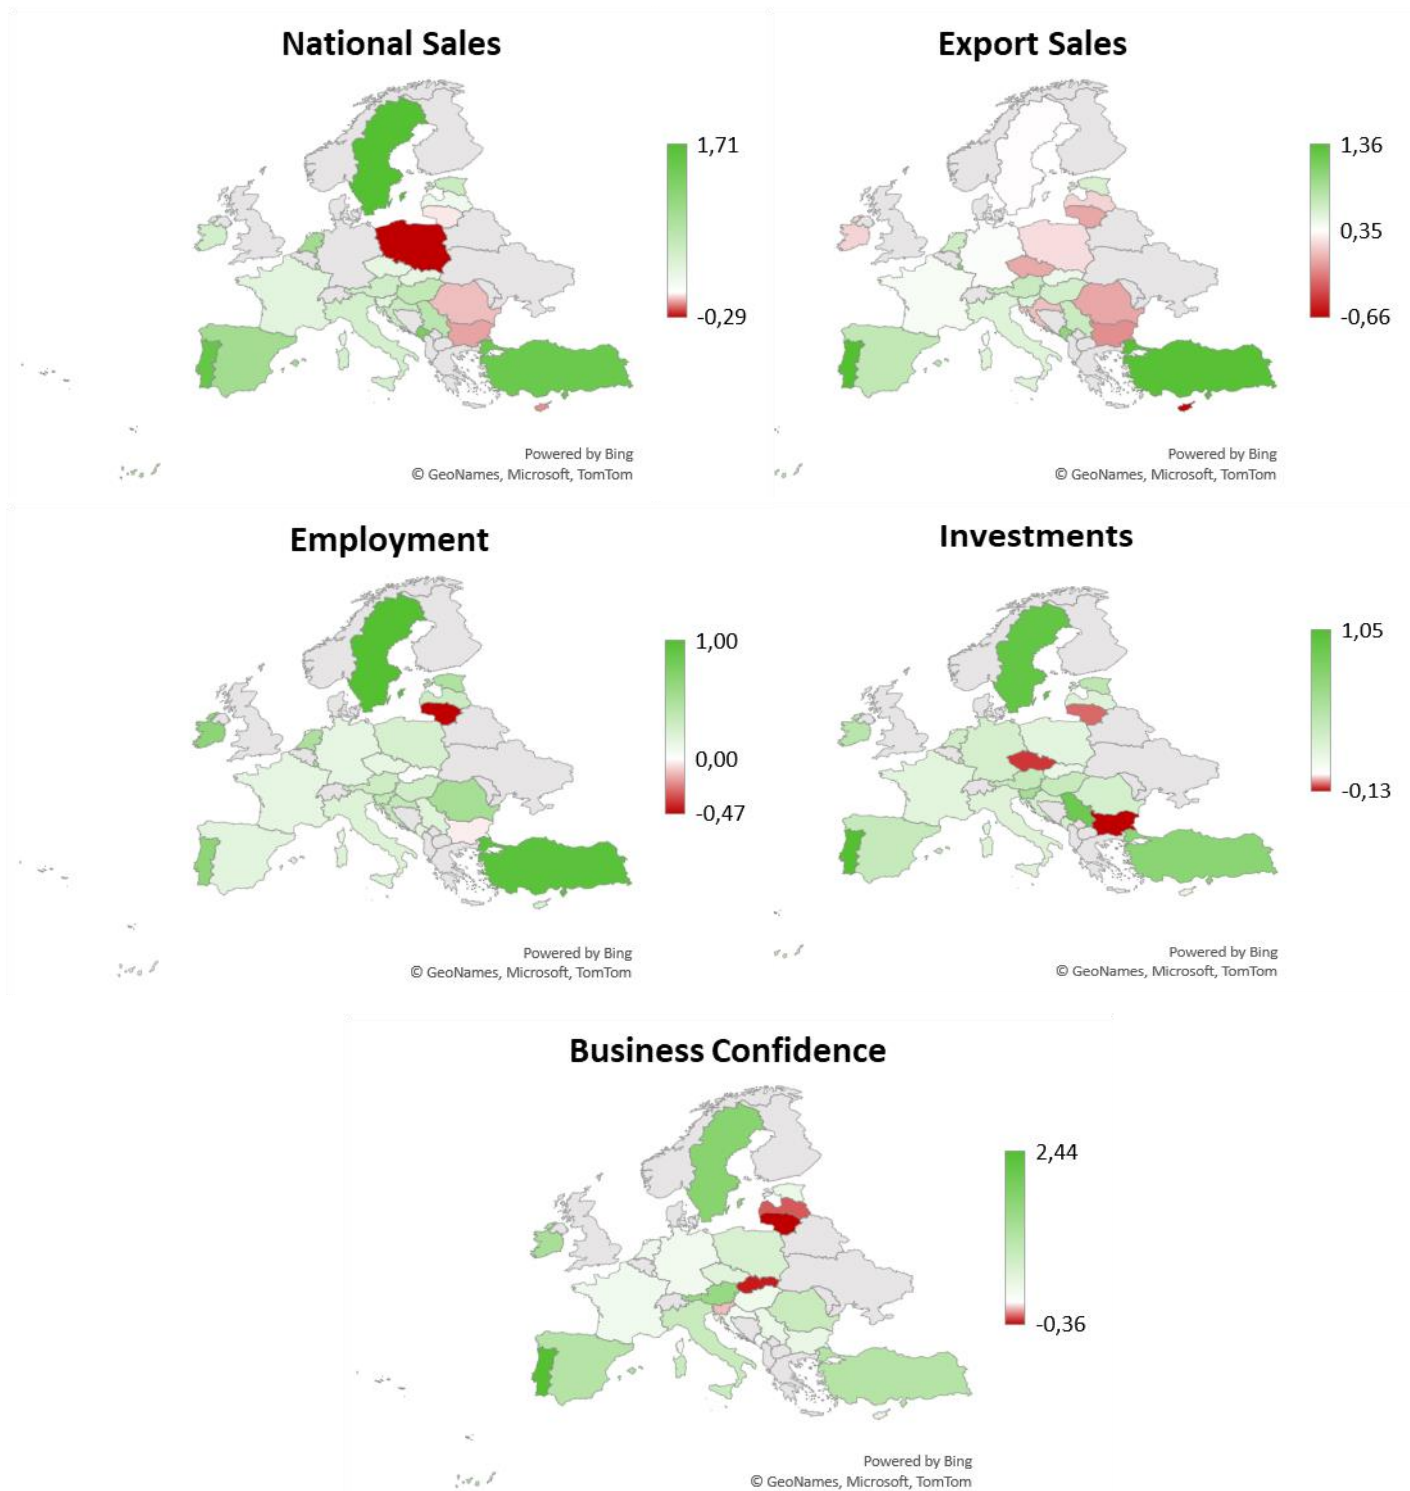 National Sales
1,71
-0,29
Powered by Bing
© GeoNames, Microsoft, TomTom
Export Sales
1,36
0,35
-0,66
Powered by Bing
© GeoNames, Microsoft, TomTom
Employment
1,00
0,00
-0,47
Powered by Bing
© GeoNames, Microsoft, TomTom
Investments
1,05
-0,13
Powered by Bing
© GeoNames, Microsoft, TomTom
Business Confidence
2,44
-0,36
Powered by Bing
© GeoNames, Microsoft, TomTom